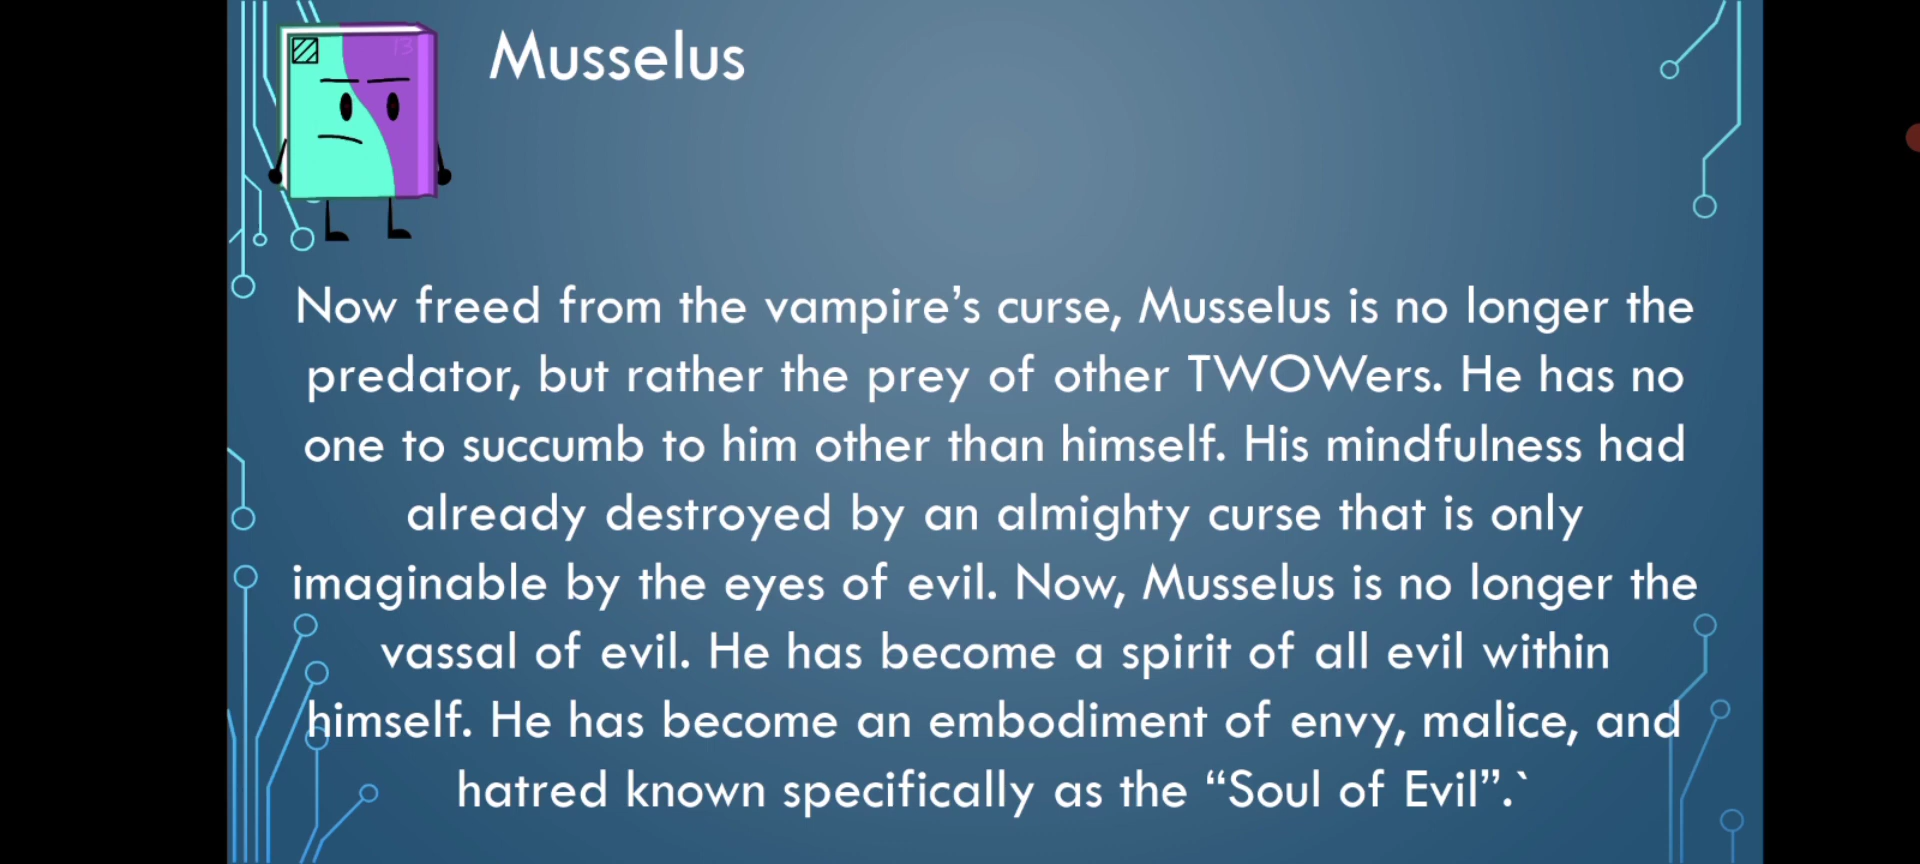 Musselus
13
Now freed from the vampire’s curse, Musselus is no longer the
predator, but rather the prey of other TWOWers. He has no
one to succumb to him other than himself. His mindfulness had
already destroyed by an almighty curse that is only
imaginable by the eyes of evil. Now, Musselus is no longer the
vassal of evil. He has become a spirit of all evil within
himself. He has become an embodiment of envy, malice, and
hatred known specifically as the “Soul of Evil”.`